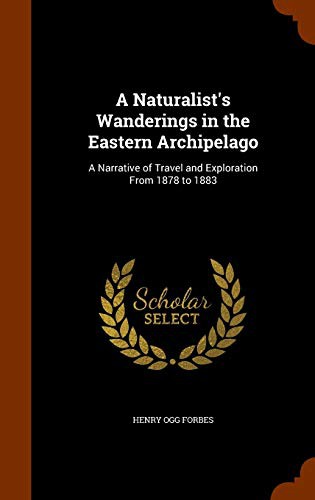 A Naturalist's
Wanderings in the
Eastern Archipelago
A Narrative of Travel and Exploration
From 1878 to 1883
Scholar
SELECT
HENRY OGG FORBES